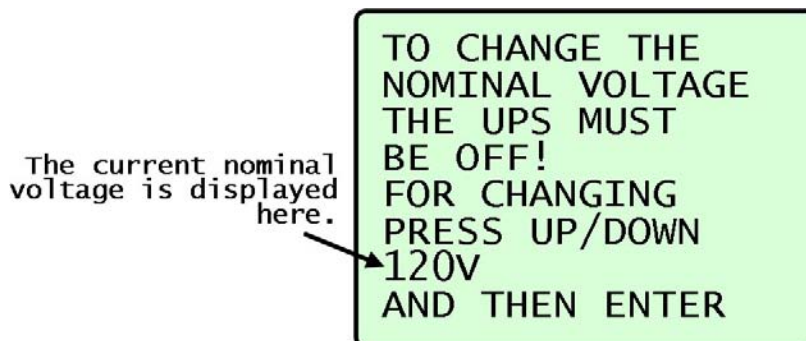 TO CHANGE THE
NOMINAL VOLTAGE
THE UPS MUST
BE OFF!
FOR CHANGING
PRESS UP/DOWN
120V
AND THEN ENTER
The current nominal
voltage is displayed
here.